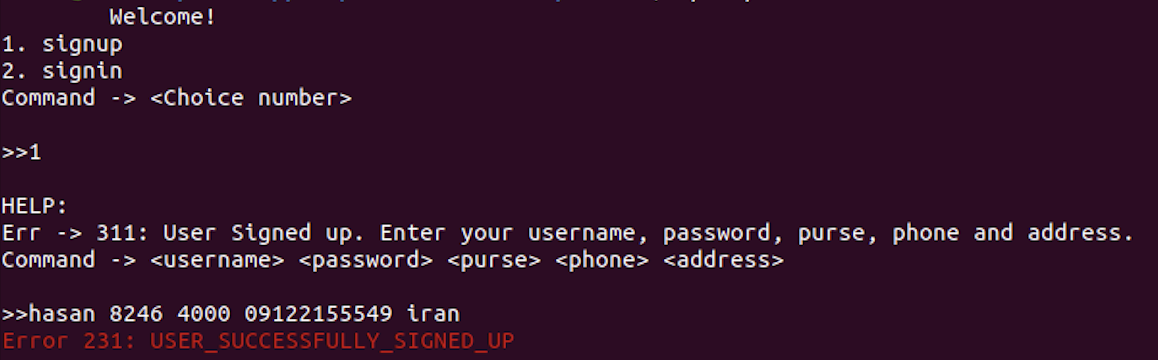 Welcome!
1. signup
2. signin
Command -> <Choice number>
>>1
HELP:
Err -> 311: User Signed up. Enter your username, password, purse, phone and address.
Command -> <username> <password> <purse> <phone> <address>
>>hasan 8246 4000 09122155549 iran
Error 231: USER_SUCCESSFULLY_SIGNED_UP